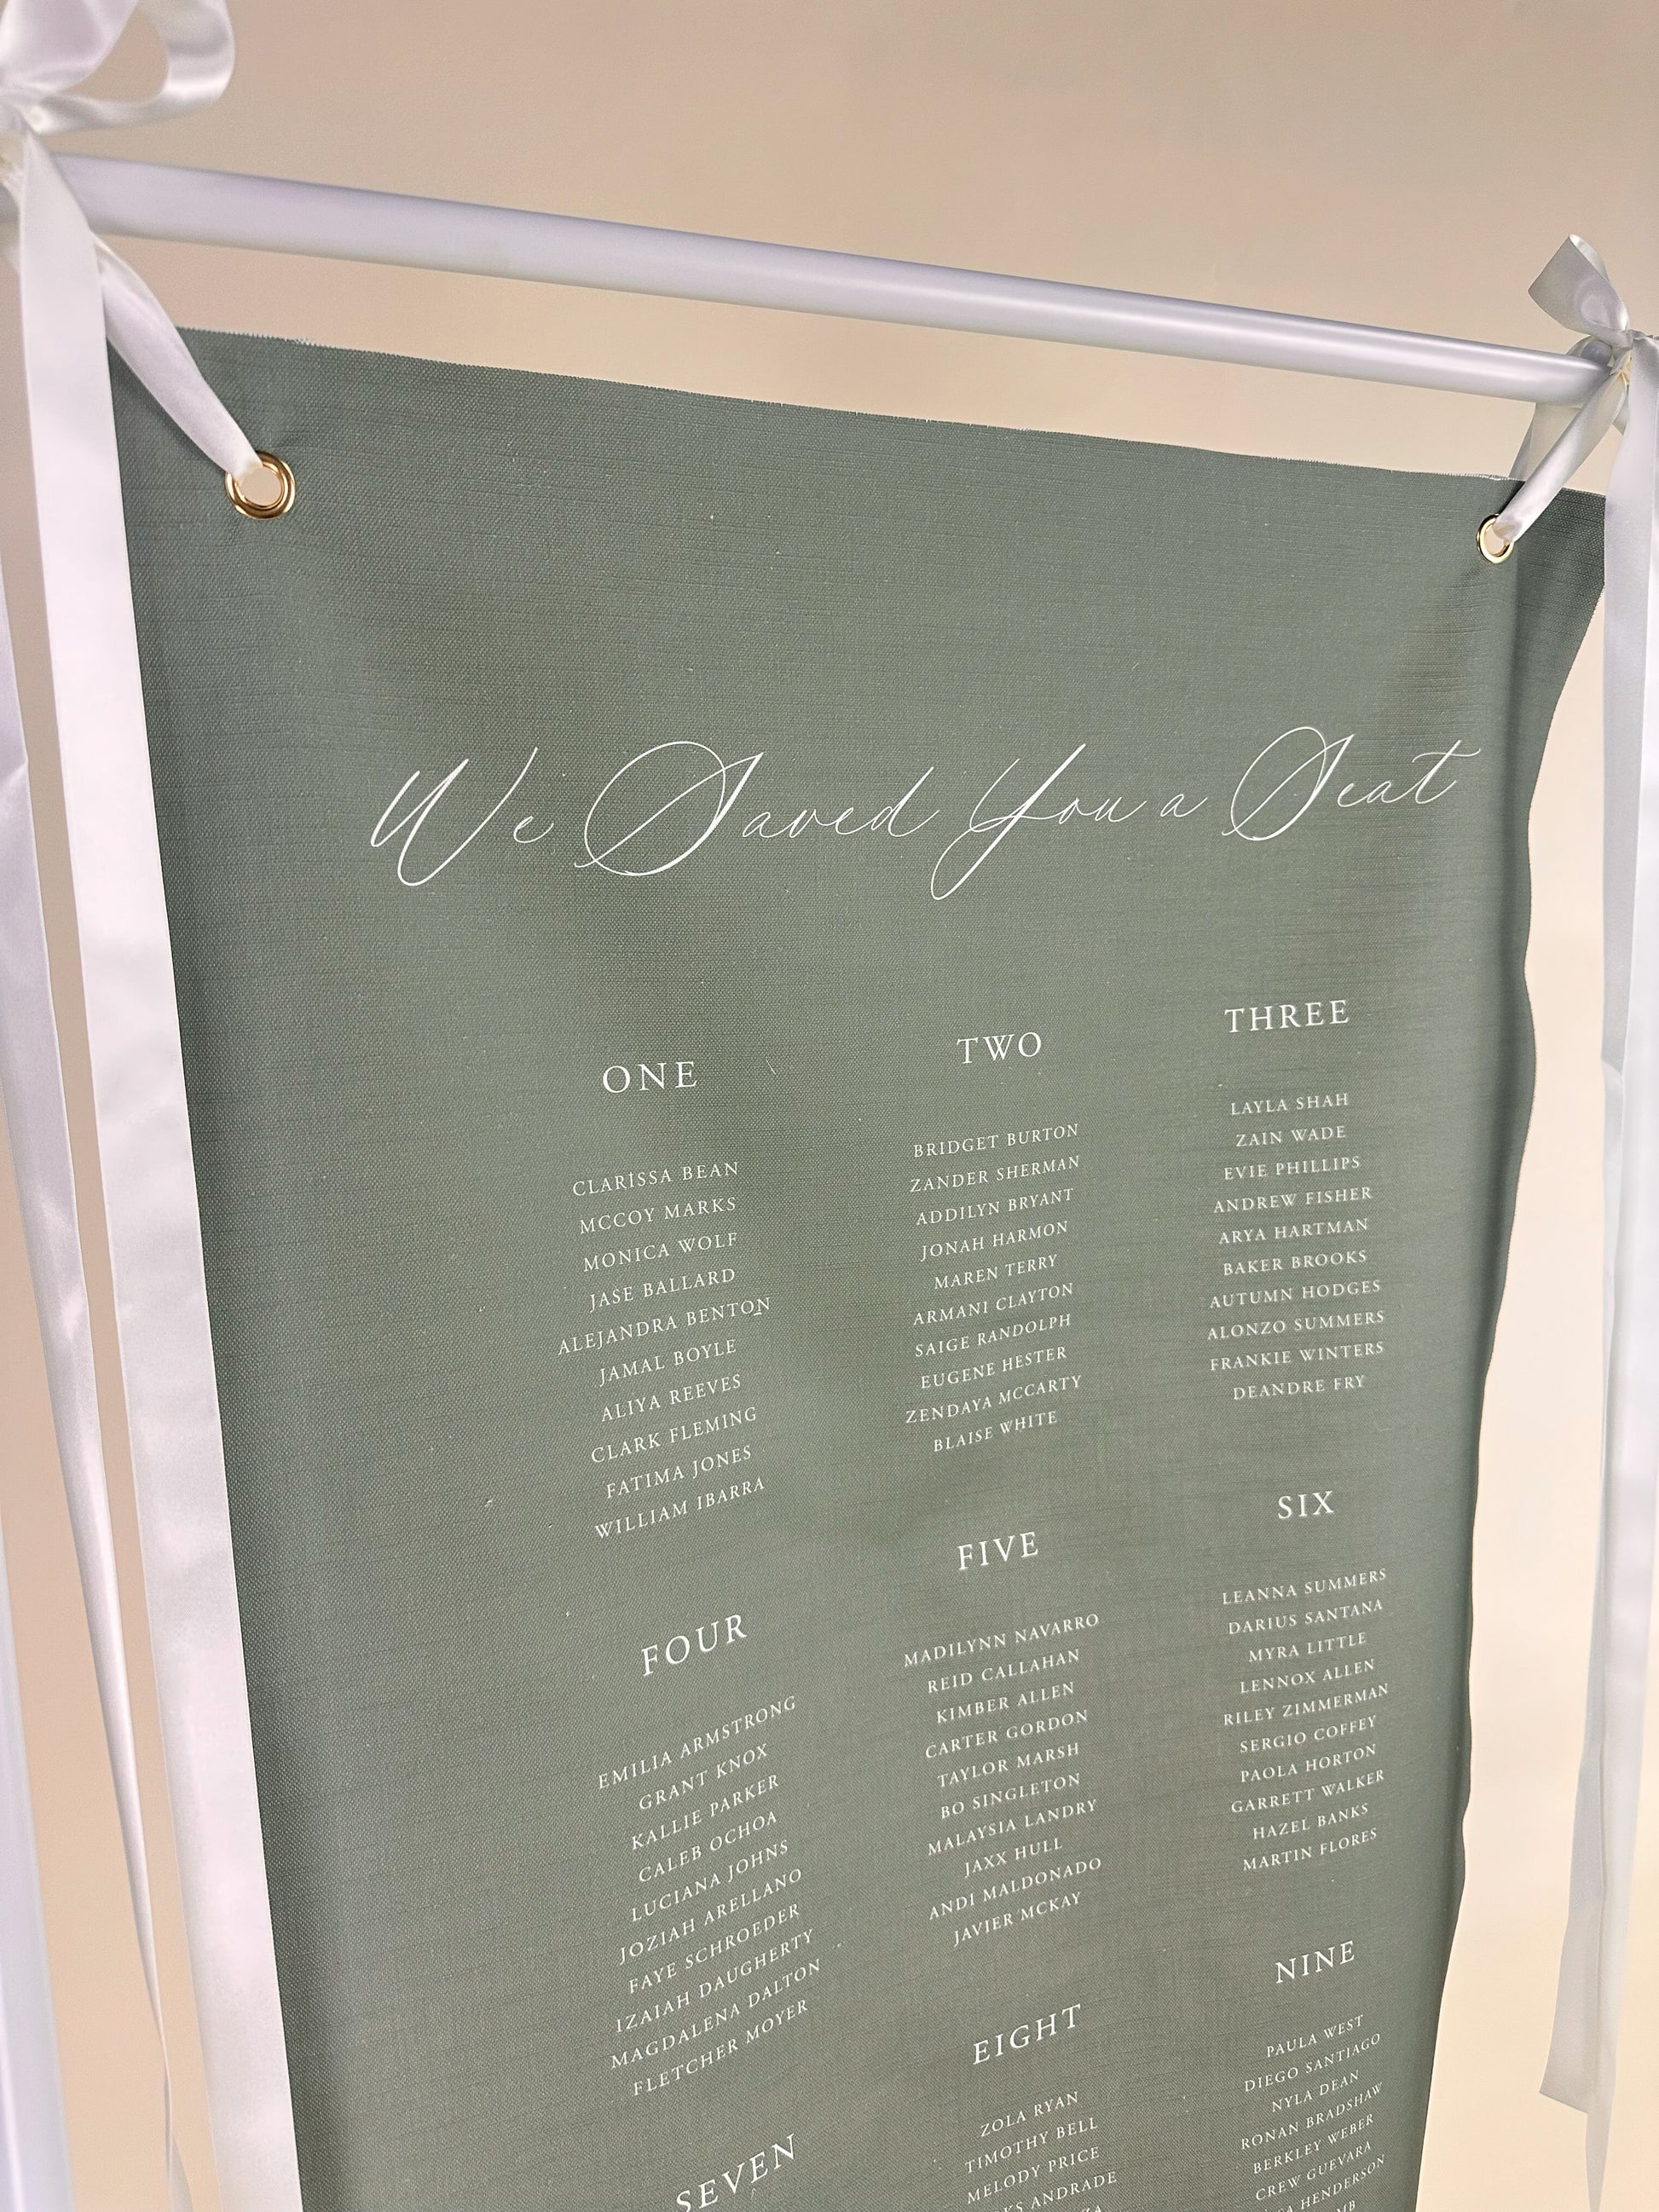 We Saved You a Seat
ONE
CLARISSA BEAN
MCCOY MARKS
MONICA WOLF
JASE BALLARD
ALEJANDRA BENTON
JAMAL BOYLE
ALIYA REEVES
CLARK FLEMING
FATIMA JONES
WILLIAM IBARRA
TWO
BRIDGET BURTON
ZANDER SHERMAN
ADDILYN BRYANT
JONAH HARMON
MAREN TERRY
ARMANI CLAYTON
SAIGE RANDOLPH
EUGENE HESTER
ZENDAYA MCCARTY
BLAISE WHITE
THREE
LAYLA SHAH
ZAIN WADE
EVIE PHILLIPS
ANDREW FISHER
ARYA HARTMAN
BAKER BROOKS
AUTUMN HODGES
ALONZO SUMMERS
FRANKIE WINTERS
DEANDRE FRY
FOUR
EMILIA ARMSTRONG
GRANT KNOX
KALLIE PARKER
CALEB OCHOA
LUCIANA JOHNS
JOZIAH ARELLANO
FAYE SCHROEDER
IZAIAH DAUGHERTY
MAGDALENA DALTON
FLETCHER MOYER
FIVE
MADILYNN NAVARRO
REID CALLAHAN
KIMBER ALLEN
CARTER GORDON
TAYLOR MARSH
BO SINGLETON
MALAYSIA LANDRY
JAXX HULL
ANDI MALDONADO
JAVIER MCKAY
SIX
LEANNA SUMMERS
DARIUS SANTANA
MYRA LITTLE
LENNOX ALLEN
RILEY ZIMMERMAN
SERGIO COFFEY
PAOLA HORTON
GARRETT WALKER
HAZEL BANKS
MARTIN FLORES
SEVEN
EIGHT
ZOLA RYAN
TIMOTHY BELL
MELODY PRICE
ANDRADE
NINE
PAULA WEST
DIEGO SANTIAGO
NYLA DEAN
RONAN BRADSHAW
BERKLEY WEBER
CREW GUEVARA
HENDERSON